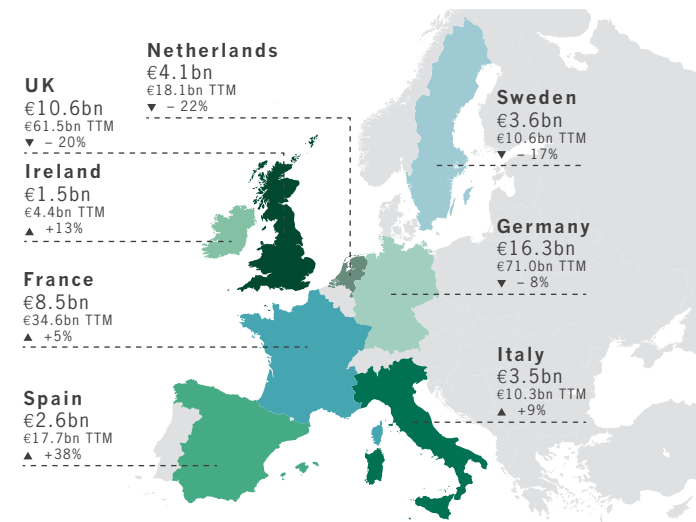 Netherlands
€4.1bn
€18.1bn TTM
▼ – 22%
UK
€10.6bn
€61.5bn TTM
▼ – 20%
Ireland
€1.5bn
€4.4bn TTM
▲ +13%
France
€8.5bn
€34.6bn TTM
▲ +5%
Spain
€2.6bn
€17.7bn TTM
▲ +38%
Sweden
€3.6bn
€10.6bn TTM
▼ – 17%
Germany
€16.3bn
€71.0bn TTM
▼ – 8%
Italy
€3.5bn
€10.3bn TTM
▲ +9%